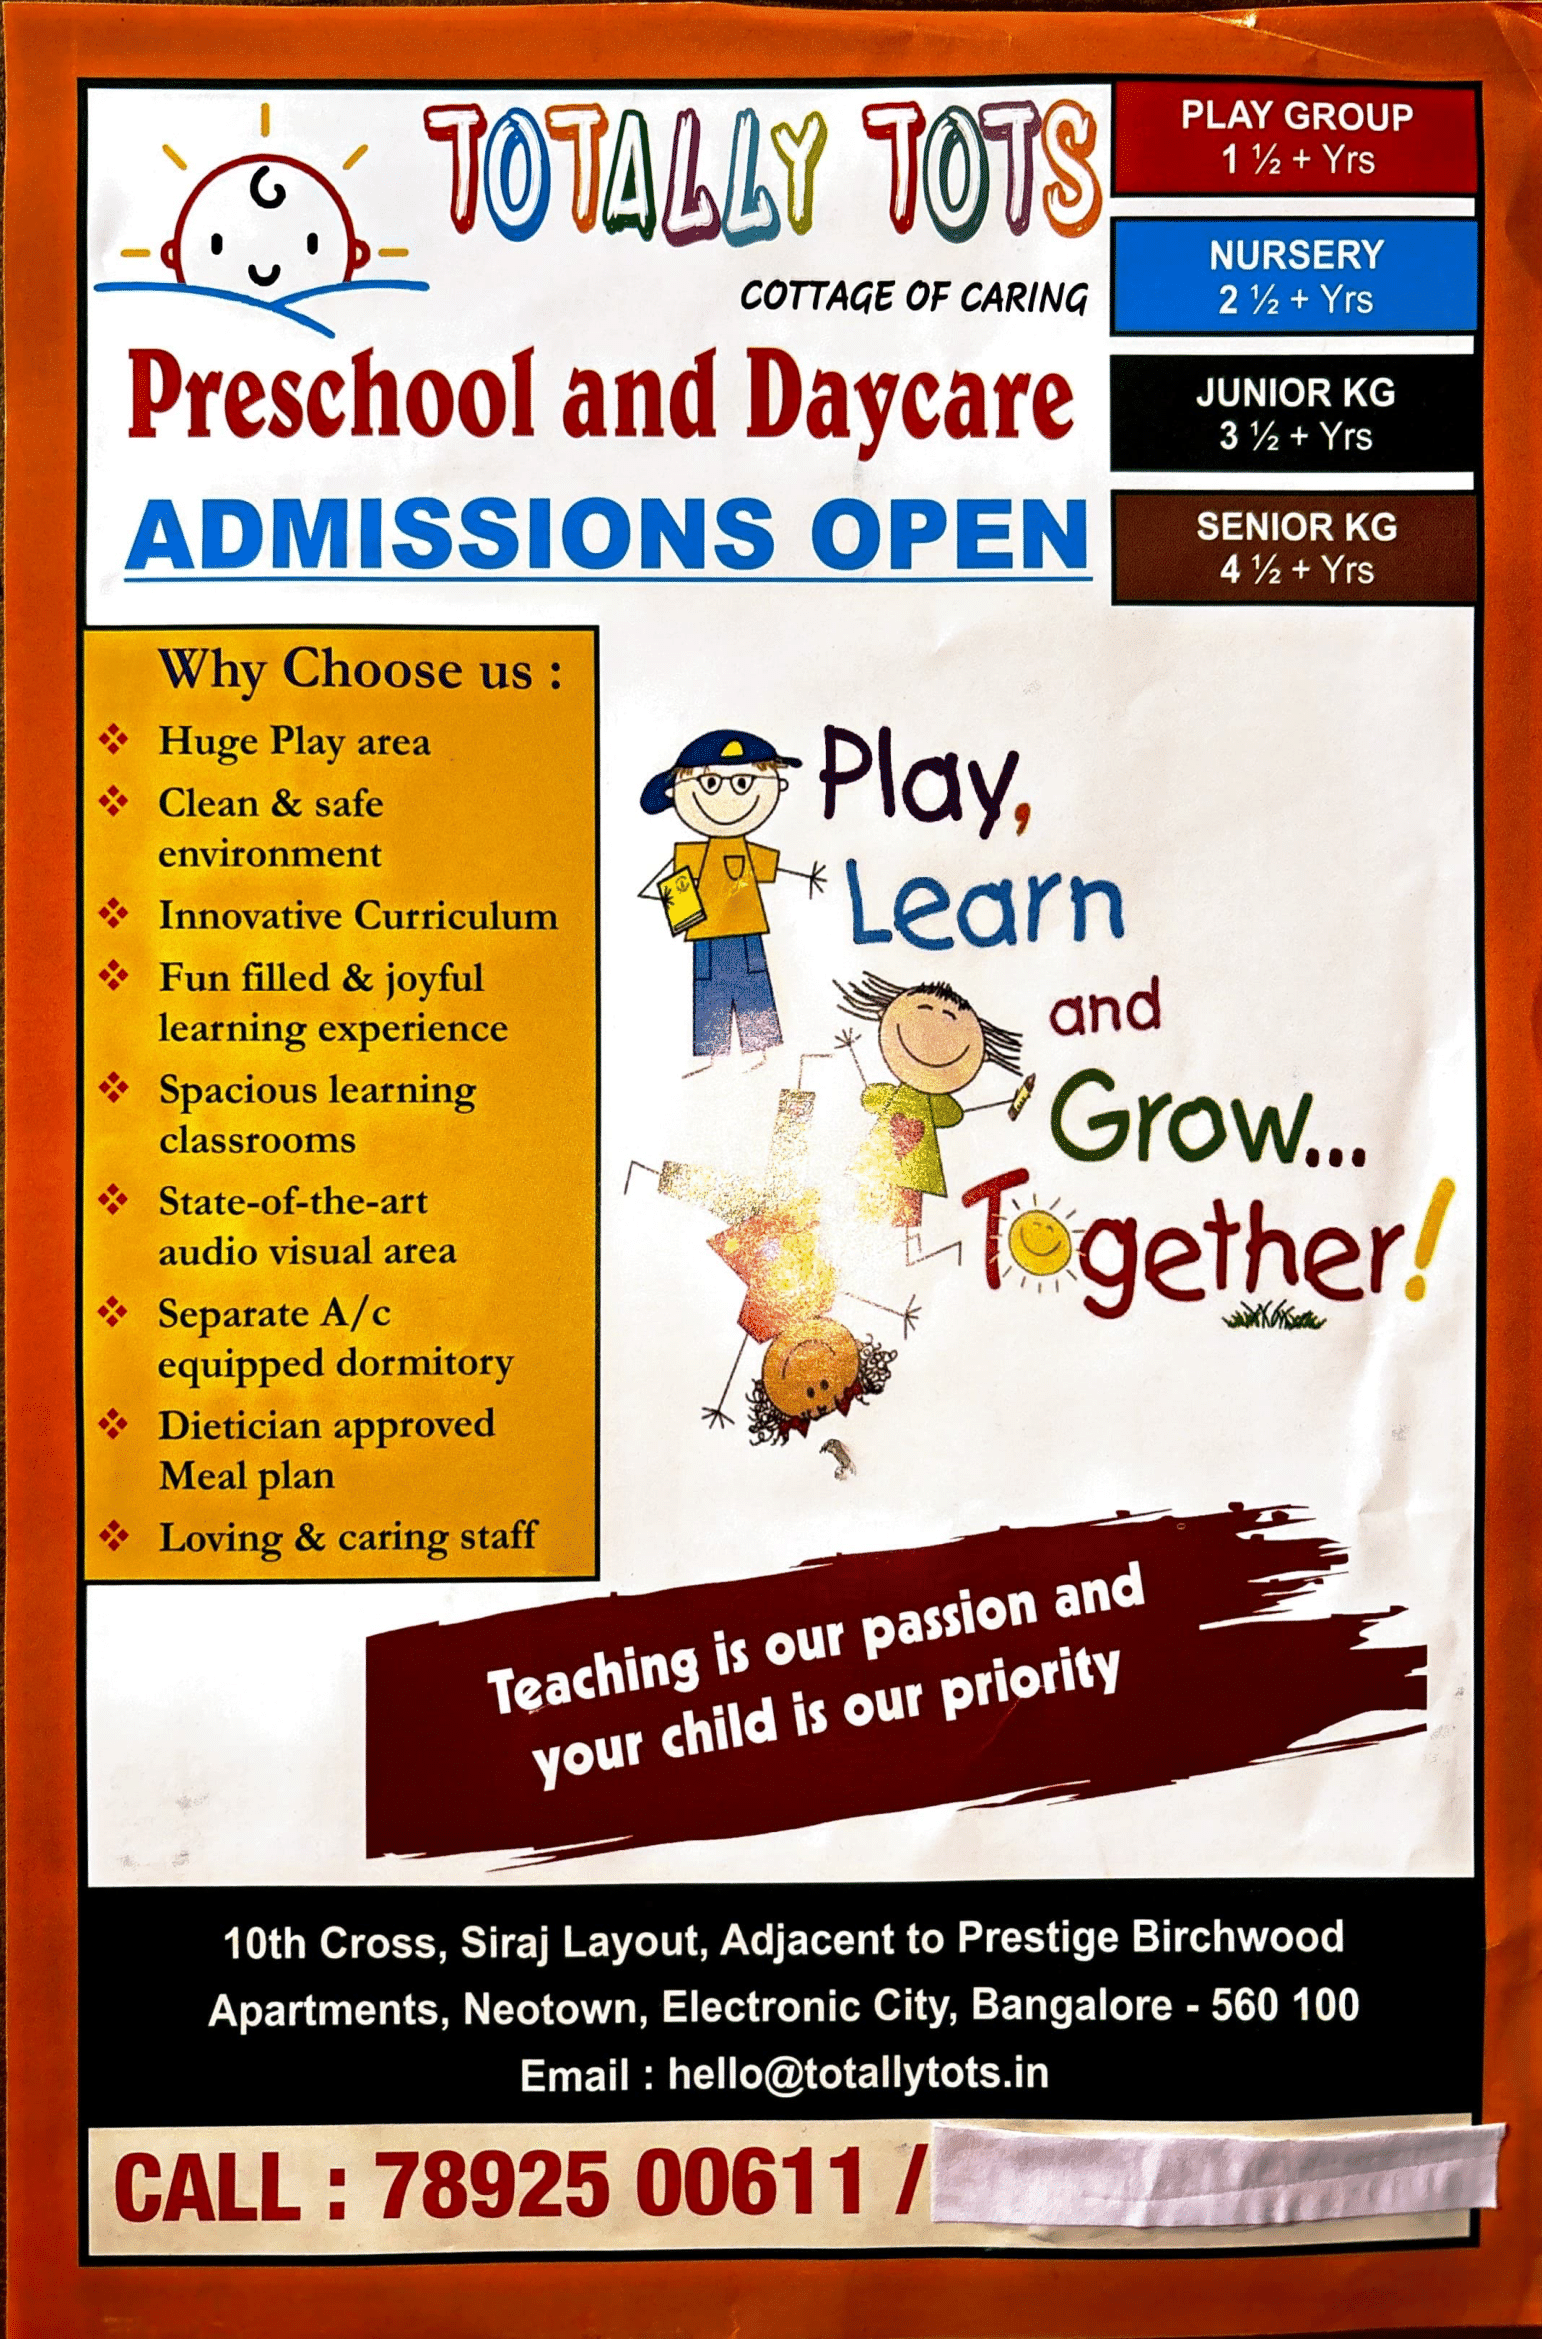 TOTALLY TOTS
COTTAGE OF CARING
Preschool and Daycare
ADMISSIONS OPEN
PLAY GROUP
1 ½ + Yrs
NURSERY
2 ½ + Yrs
JUNIOR KG
3 ½ + Yrs
SENIOR KG
4 ½ + Yrs
Why Choose us :
❖ Huge Play area
❖ Clean & safe
environment
❖ Innovative Curriculum
❖ Fun filled & joyful
learning experience
❖ Spacious learning
classrooms
❖ State-of-the-art
audio visual area
❖ Separate A/c
equipped dormitory
❖ Dietician approved
Meal plan
❖ Loving & caring staff
Play,
Learn
and
Grow...
Together!
Teaching is our passion and
your child is our priority
10th Cross, Siraj Layout, Adjacent to Prestige Birchwood
Apartments, Neotown, Electronic City, Bangalore - 560 100
Email : hello@totallytots.in
CALL : 78925 00611 /